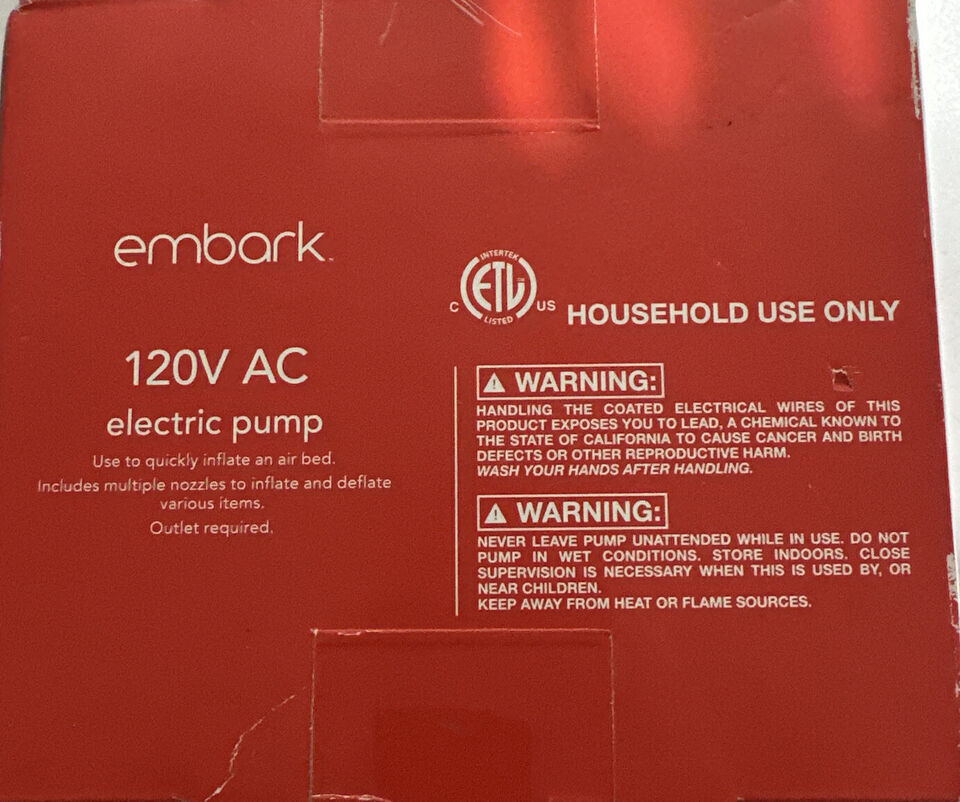 embark™
120V AC
electric pump
Use to quickly inflate an air bed.
Includes multiple nozzles to inflate and deflate
various items.
Outlet required.
INTERTEK
ETL
C US
LISTED
HOUSEHOLD USE ONLY
WARNING:
HANDLING THE COATED ELECTRICAL WIRES OF THIS
PRODUCT EXPOSES YOU TO LEAD, A CHEMICAL KNOWN TO
THE STATE OF CALIFORNIA TO CAUSE CANCER AND BIRTH
DEFECTS OR OTHER REPRODUCTIVE HARM.
WASH YOUR HANDS AFTER HANDLING.
WARNING:
NEVER LEAVE PUMP UNATTENDED WHILE IN USE. DO NOT
PUMP IN WET CONDITIONS. STORE INDOORS. CLOSE
SUPERVISION IS NECESSARY WHEN THIS IS USED BY, OR
NEAR CHILDREN.
KEEP AWAY FROM HEAT OR FLAME SOURCES.